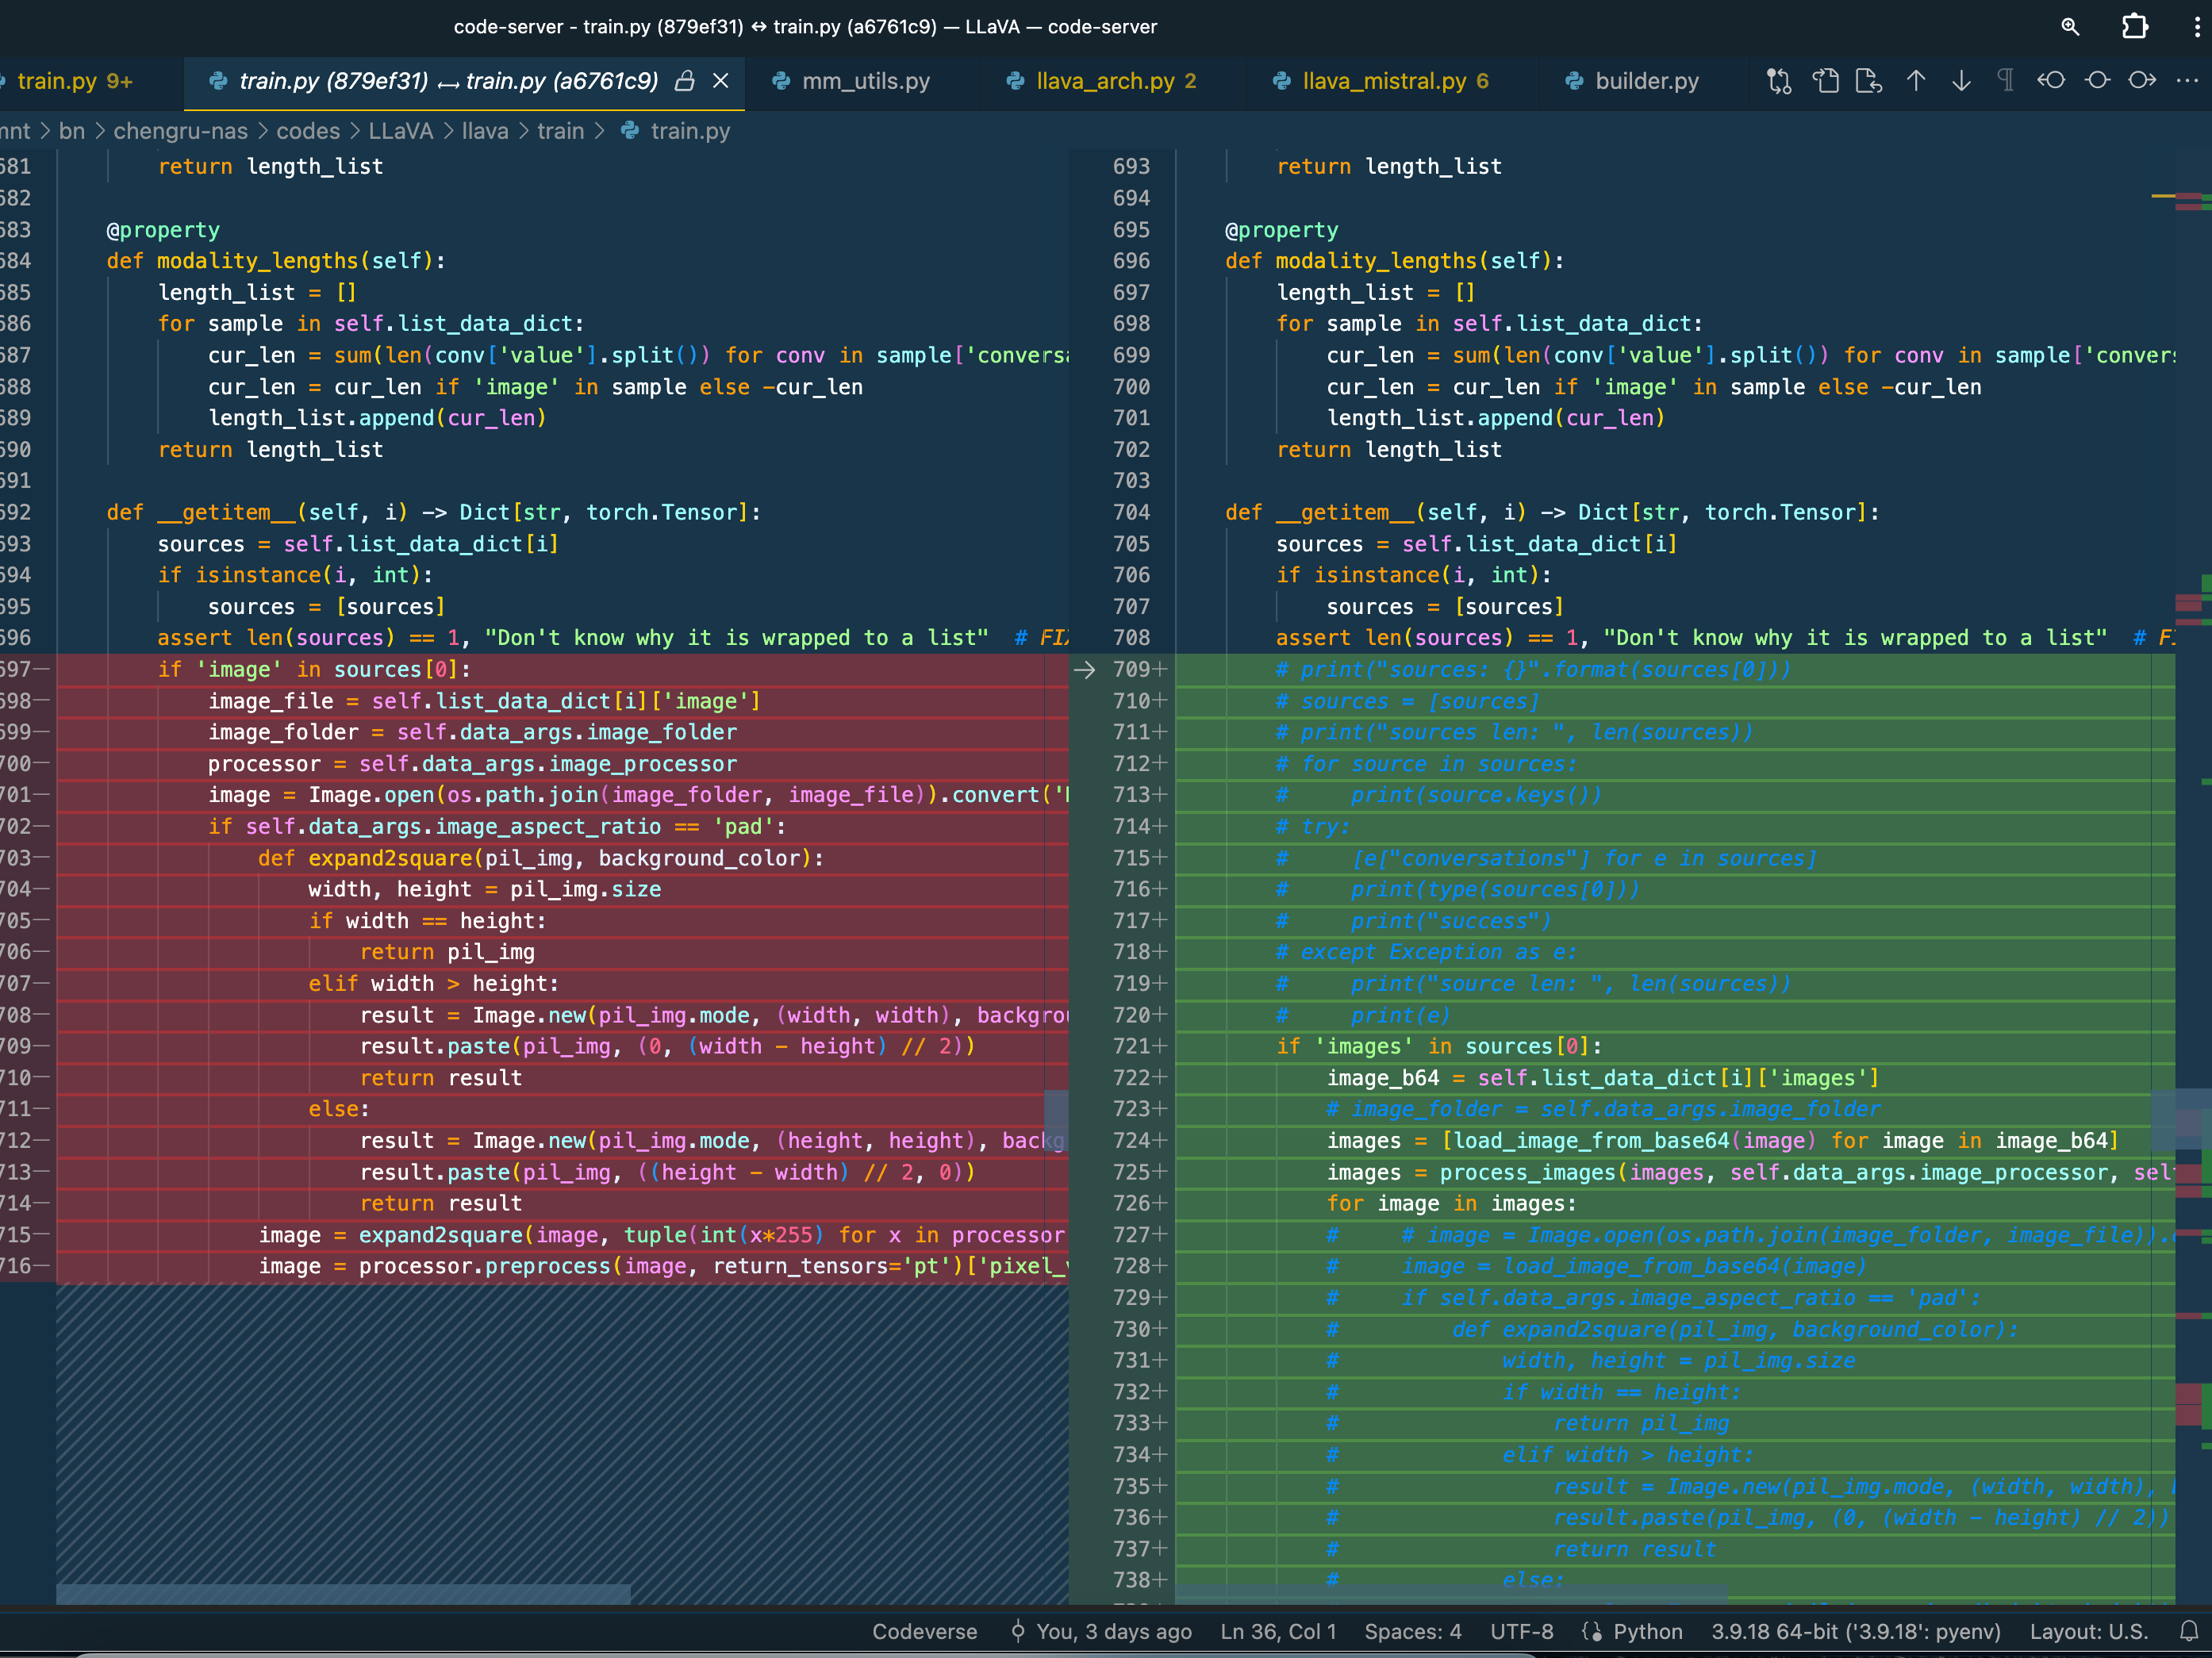 code-server - train.py (879ef31) ↔ train.py (a6761c9) — LLaVA — code-server
train.py 9+
train.py (879ef31) ↔ train.py (a6761c9)
mm_utils.py
llava_arch.py 2
llava_mistral.py 6
builder.py
bn > chengru-nas > codes > LLaVA > llava > train > train.py
681 return length_list
682
683 @property
684 def modality_lengths(self):
685 length_list = []
686 for sample in self.list_data_dict:
687 cur_len = sum(len(conv['value'].split()) for conv in
688 cur_len = cur_len if 'image' in sample else -cur_len
689 length_list.append(cur_len)
690 return length_list
691
692 def __getitem__(self, i) -> Dict[str, torch.Tensor]:
693 sources = self.list_data_dict[i]
694 if isinstance(i, int):
695 sources = [sources]
696 assert len(sources) == 1, "Don't know why it is wrapped to a list" #
697— if 'image' in sources[0]:
698— image_file = self.list_data_dict[i]['image']
699— image_folder = self.data_args.image_folder
700— processor = self.data_args.image_processor
701— image = Image.open(os.path.join(image_folder, image_file)).convert('
702— if self.data_args.image_aspect_ratio == 'pad':
703— def expand2square(pil_img, background_color):
704— width, height = pil_img.size
705— if width == height:
706— return pil_img
707— elif width > height:
708— result = Image.new(pil_img.mode, (width, width),
709— result.paste(pil_img, (0, (width - height) // 2))
710— return result
711— else:
712— result = Image.new(pil_img.mode, (height, height),
713— result.paste(pil_img, ((height - width) // 2, 0))
714— return result
715— image = expand2square(image, tuple(int(x*255) for x in processor
716— image = processor.preprocess(image, return_tensors='pt')['
693 return length_list
694
695 @property
696 def modality_lengths(self):
697 length_list = []
698 for sample in self.list_data_dict:
699 cur_len = sum(len(conv['value'].split()) for conv in
700 cur_len = cur_len if 'image' in sample else -cur_len
701 length_list.append(cur_len)
702 return length_list
703
704 def __getitem__(self, i) -> Dict[str, torch.Tensor]:
705 sources = self.list_data_dict[i]
706 if isinstance(i, int):
707 sources = [sources]
708 assert len(sources) == 1, "Don't know why it is wrapped to a list" #
709+ # print("sources: {}".format(sources[0]))
710+ # sources = [sources]
711+ # print("sources len: ", len(sources))
712+ # for source in sources:
713+ # print(source.keys())
714+ # try:
715+ # [e["conversations"] for e in sources]
716+ # print(type(sources[0]))
717+ # print("success")
718+ # except Exception as e:
719+ # print("source len: ", len(sources))
720+ # print(e)
721+ if 'images' in sources[0]:
722+ image_b64 = self.list_data_dict[i]['images']
723+ # image_folder = self.data_args.image_folder
724+ images = [load_image_from_base64(image) for image in image_b64]
725+ images = process_images(images, self.data_args.image_processor,
726+ for image in images:
727+ # # image = Image.open(os.path.join(image_folder, image_file)).
728+ # image = load_image_from_base64(image)
729+ # if self.data_args.image_aspect_ratio == 'pad':
730+ # def expand2square(pil_img, background_color):
731+ # width, height = pil_img.size
732+ # if width == height:
733+ # return pil_img
734+ # elif width > height:
735+ # result = Image.new(pil_img.mode, (width, width),
736+ # result.paste(pil_img, (0, (width - height) // 2))
737+ # return result
738+ # else:
Codeverse You, 3 days ago Ln 36, Col 1 Spaces: 4 UTF-8 Python 3.9.18 64-bit ('3.9.18': pyenv) Layout: U.S.